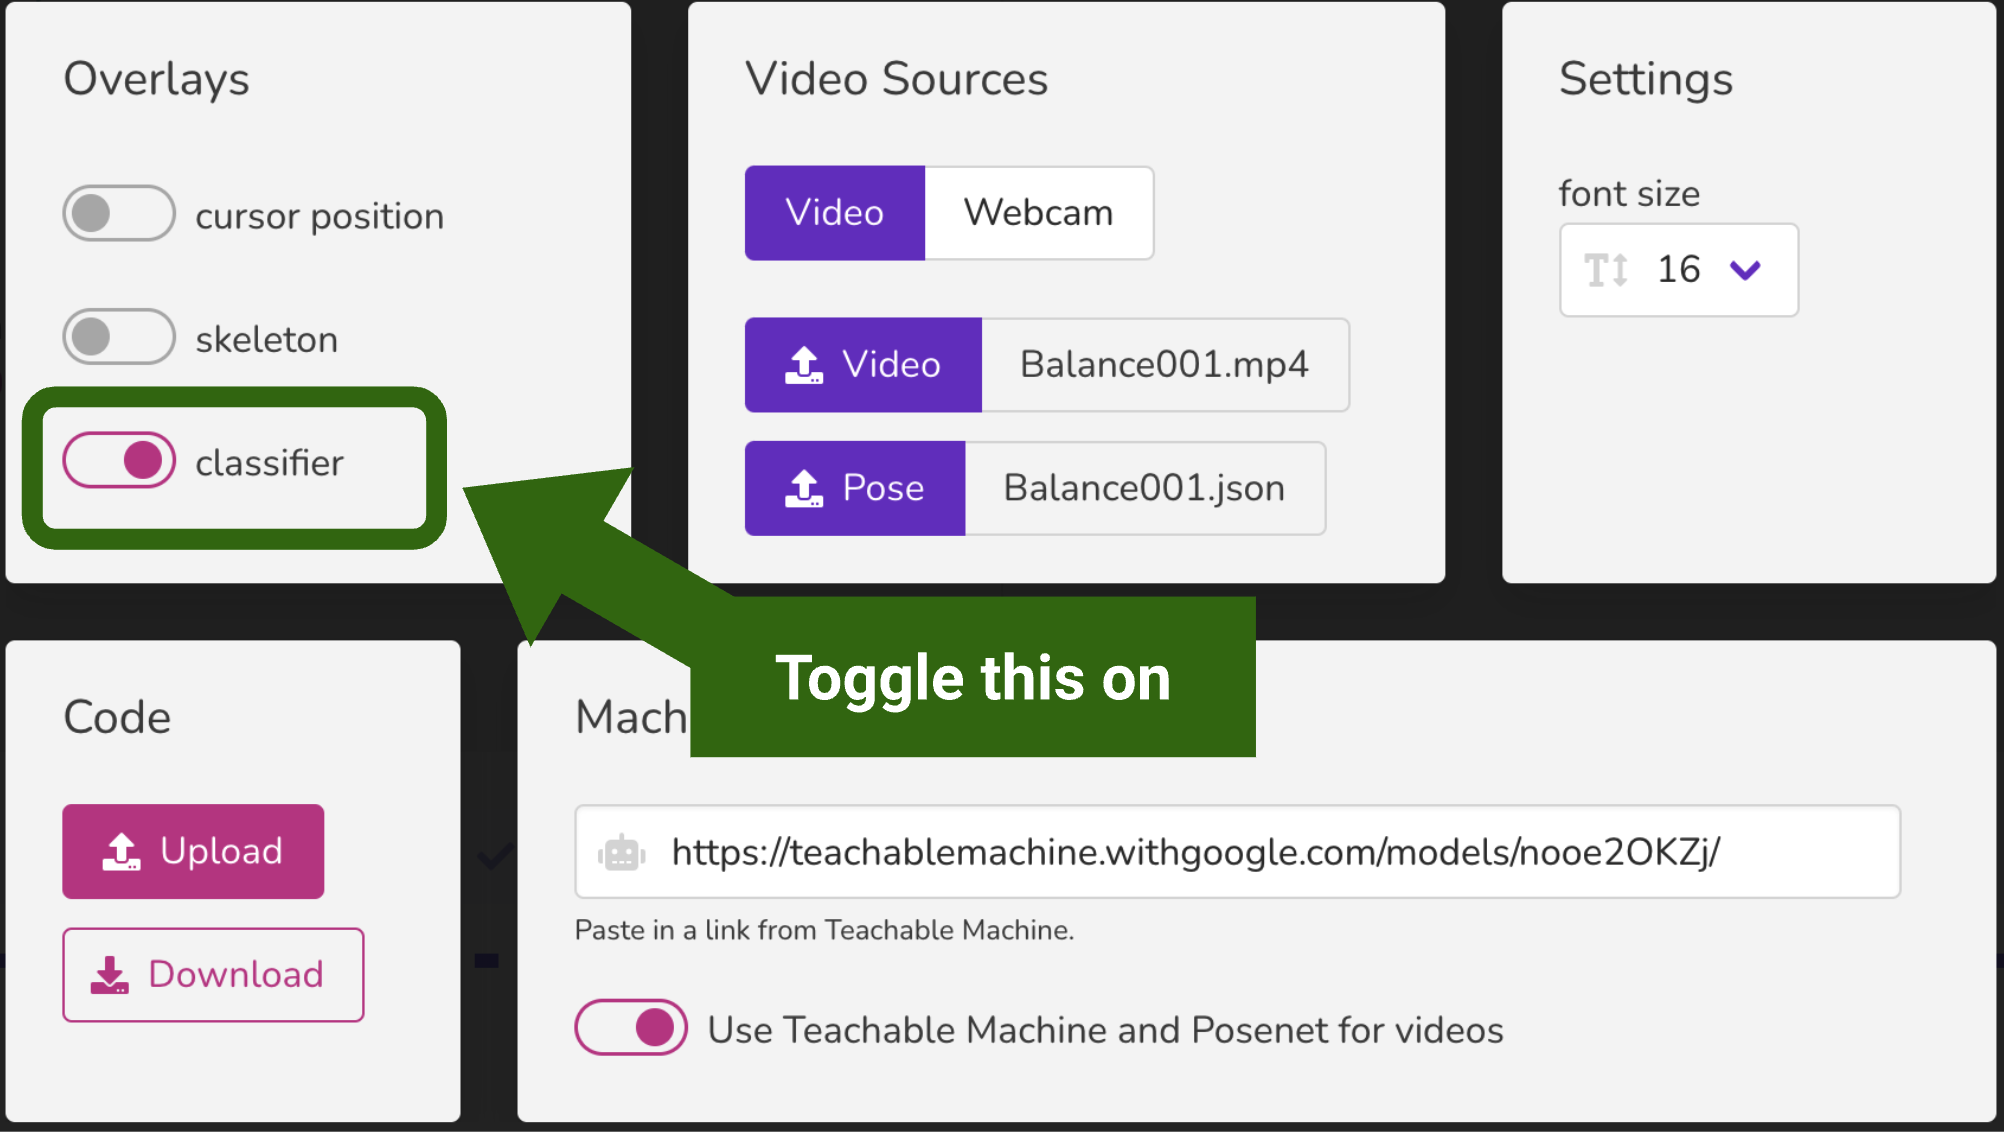 Overlays
cursor position
skeleton
classifier
Video Sources
Video Webcam
Video Balance001.mp4
Pose Balance001.json
Settings
font size
16
Toggle this on
Code
Upload
Download
Mach
https://teachablemachine.withgoogle.com/models/nooe2OKZj/
Paste in a link from Teachable Machine.
Use Teachable Machine and Posenet for videos